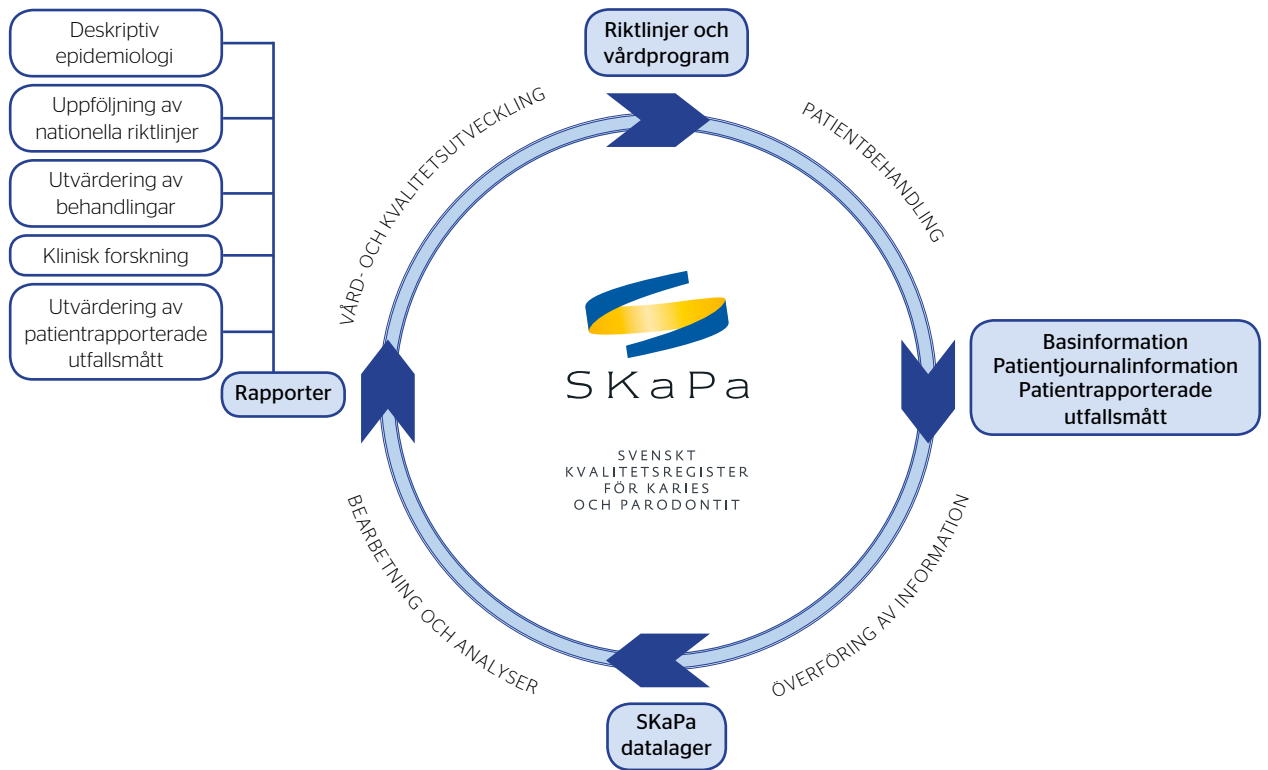 Deskriptiv
epidemiologi
Uppföljning av
nationella riktlinjer
Utvärdering av
behandlingar
Klinisk forskning
Utvärdering av
patientrapporterade
utfallsmått
Rapporter
Riktlinjer och
vårdprogram
VÅRD- OCH KVALITETSUTVECKLING
PATIENTBEHANDLING
SKaPa
SVENSKT
KVALITETSREGISTER
FÖR KARIES
OCH PARODONTIT
Basinformation
Patientjournalinformation
Patientrapporterade
utfallsmått
BEARBETNING OCH ANALYSER
ÖVERFÖRING AV INFORMATION
SKaPa
datalager